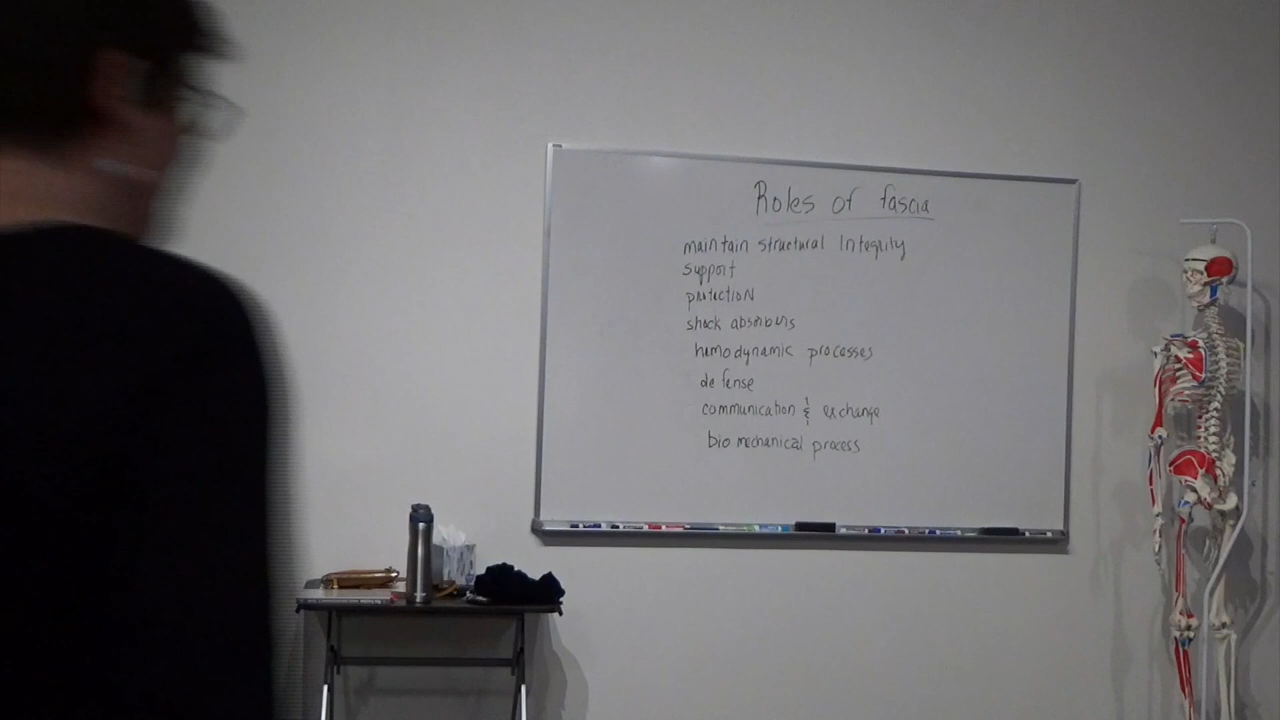 Roles of fascia
maintain structural Integrity
support
protection
shock absorbers
hemodynamic processes
defense
communication & exchange
bio mechanical process